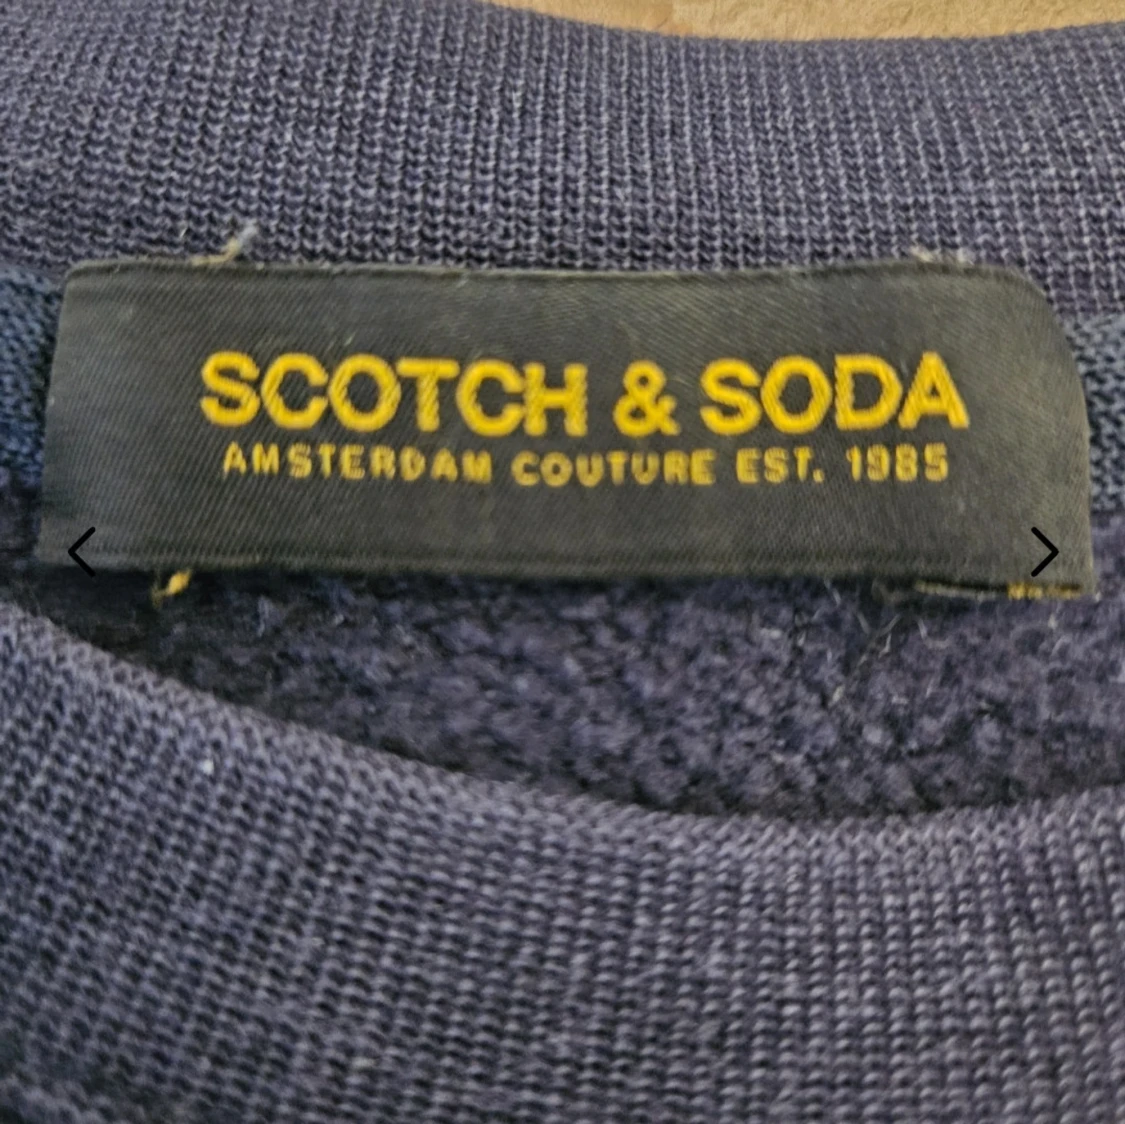 SCOTCH & SODA
AMSTERDAM COUTURE EST. 1985